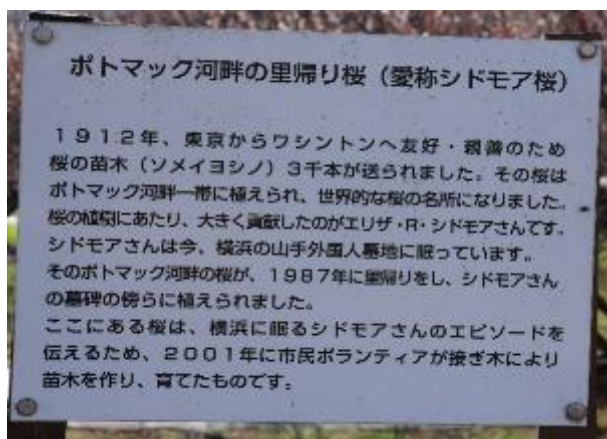 ポトマック河畔の里帰り桜（愛称シドモア桜）
１９１２年、東京からワシントンへ友好・親善のため
桜の苗木（ソメイヨシノ）３千本が送られました。その桜は
ポトマック河畔一帯に植えられ、世界的な桜の名所になりました。
桜の植樹にあたり、大きく貢献したのがエリザ・Ｒ・シドモアさんです。
シドモアさんは今、横浜の山手外国人墓地に眠っています。
そのポトマック河畔の桜が、１９８７年に里帰りをし、シドモアさん
の墓碑の傍らに植えられました。
ここにある桜は、横浜に眠るシドモアさんのエピソードを
伝えるため、２００１年に市民ボランティアが接ぎ木により
苗木を作り、育てたものです。